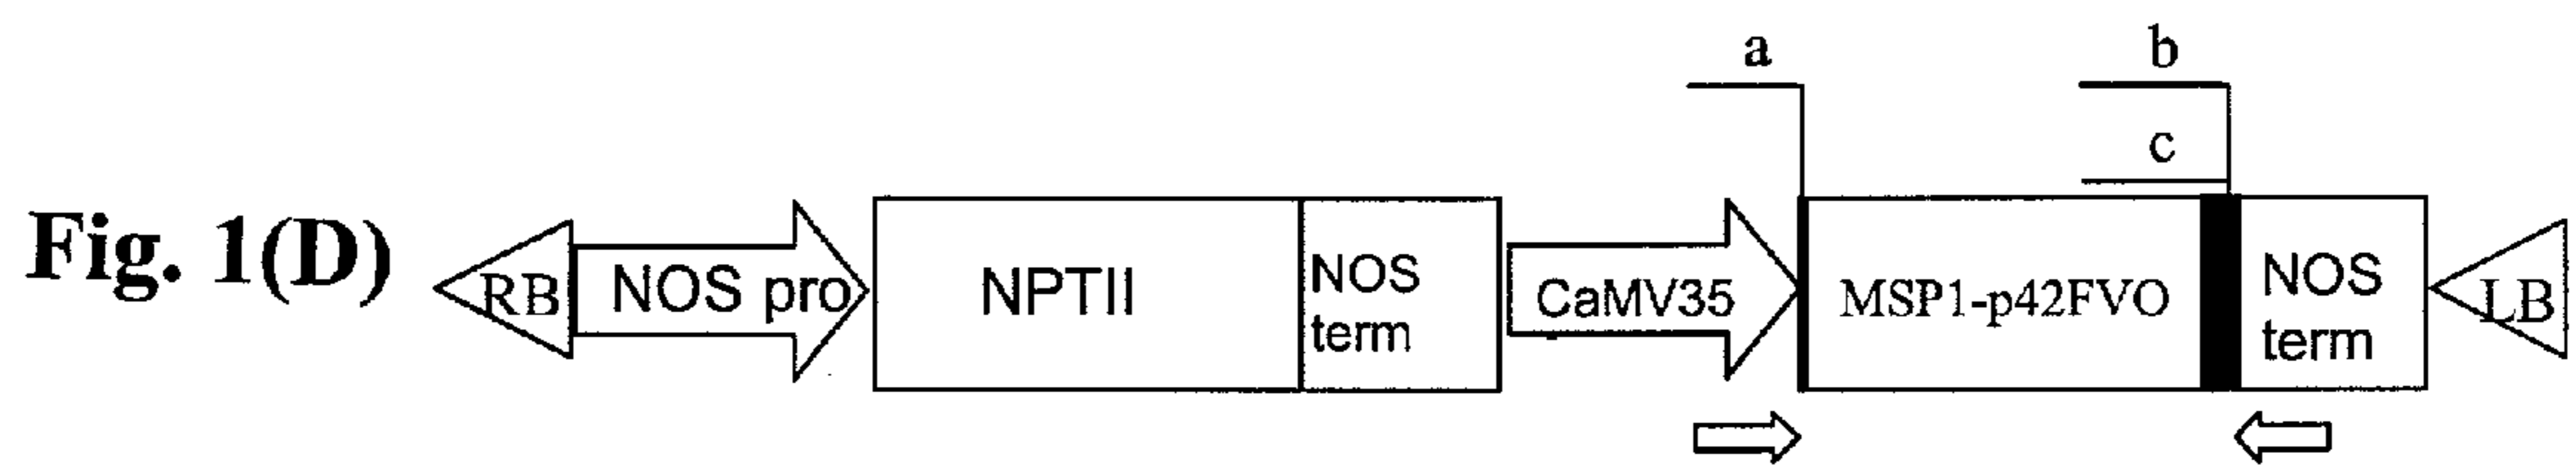 a
b
c
Fig. 1(D)
RB
NOS pro
NPTII
NOS
term
CaMV35
MSP1-p42FVO
NOS
term
LB